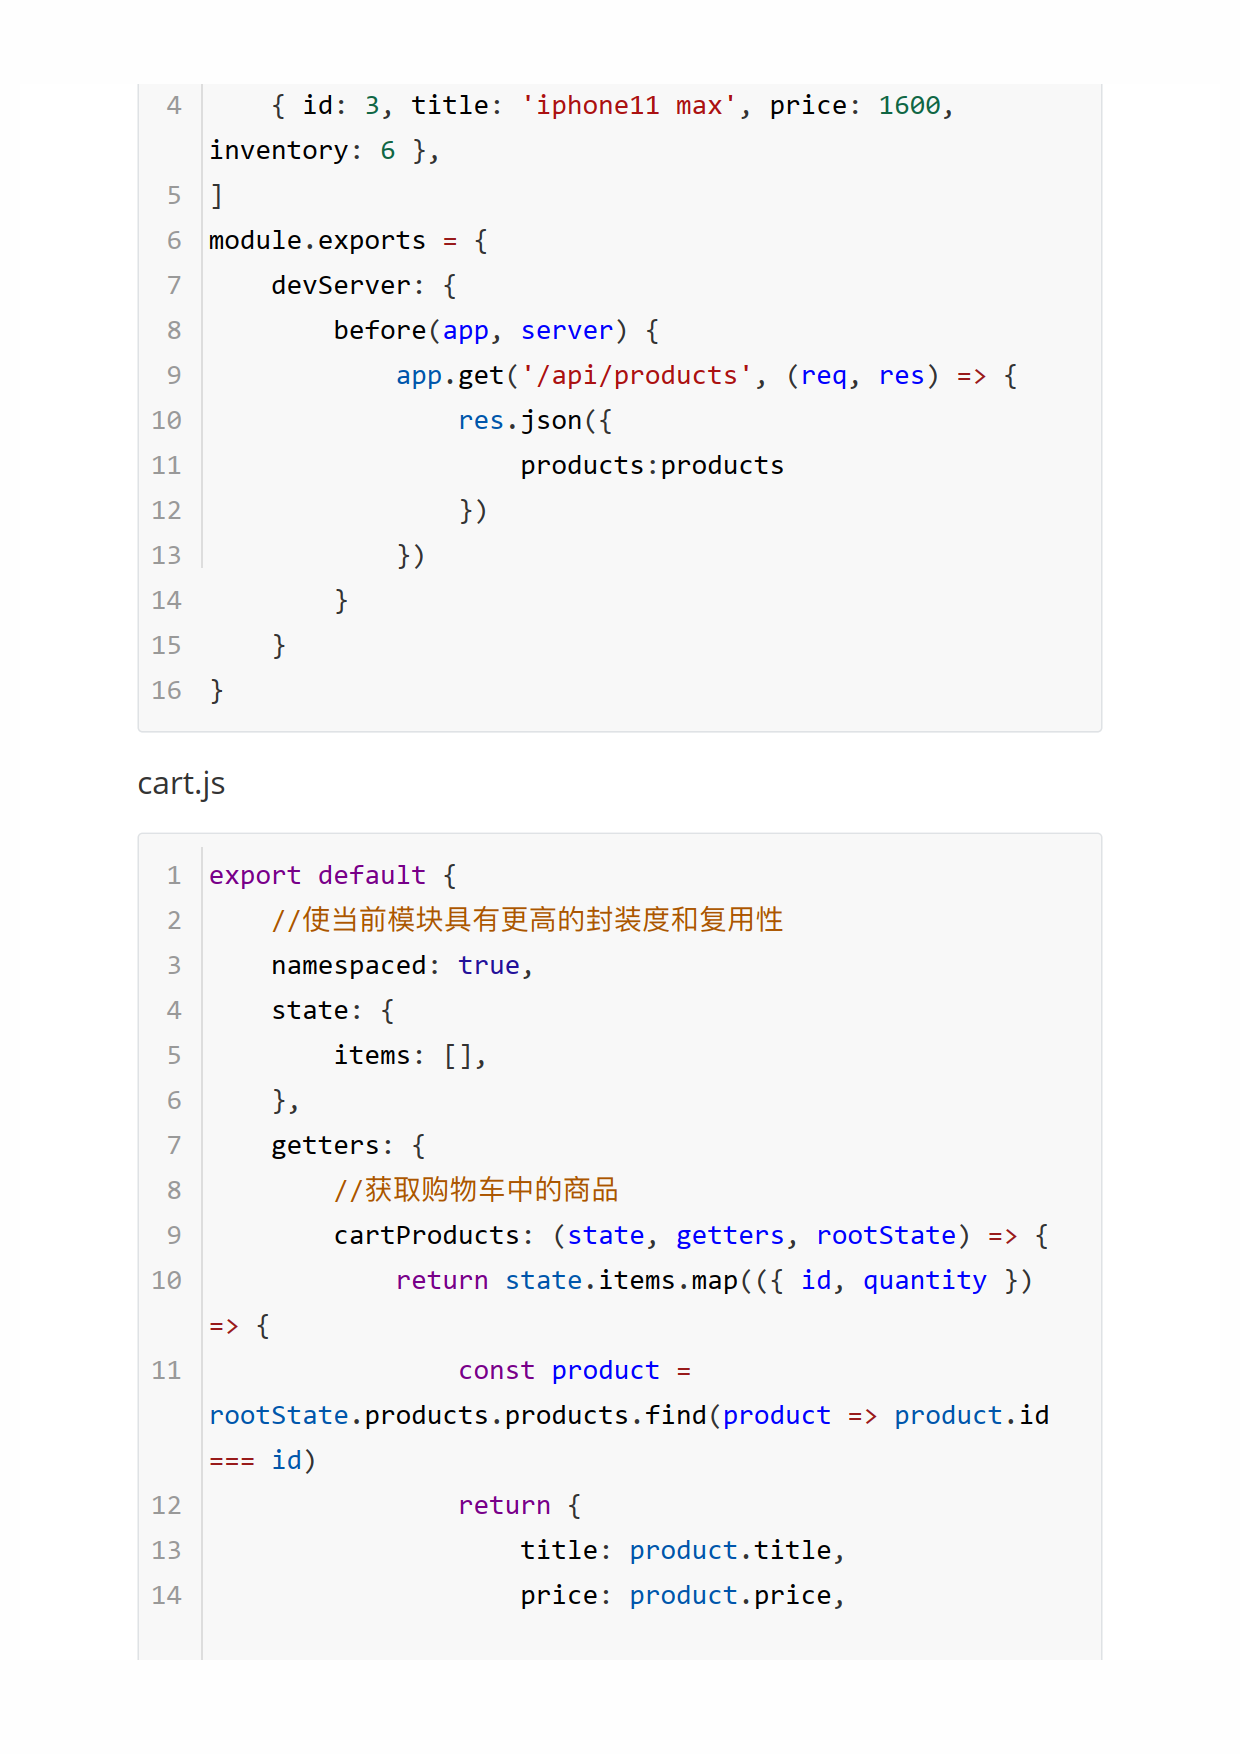 4     { id: 3, title: 'iphone11 max', price: 1600,
inventory: 6 },
5 ]
6 module.exports = {
7     devServer: {
8         before(app, server) {
9             app.get('/api/products', (req, res) => {
10                 res.json({
11                     products:products
12                 })
13             })
14         }
15     }
16 }
cart.js
1 export default {
2     //使当前模块具有更高的封装度和复用性
3     namespaced: true,
4     state: {
5         items: [],
6     },
7     getters: {
8         //获取购物车中的商品
9         cartProducts: (state, getters, rootState) => {
10             return state.items.map(({ id, quantity })
=> {
11                 const product =
rootState.products.products.find(product => product.id
=== id)
12                 return {
13                     title: product.title,
14                     price: product.price,